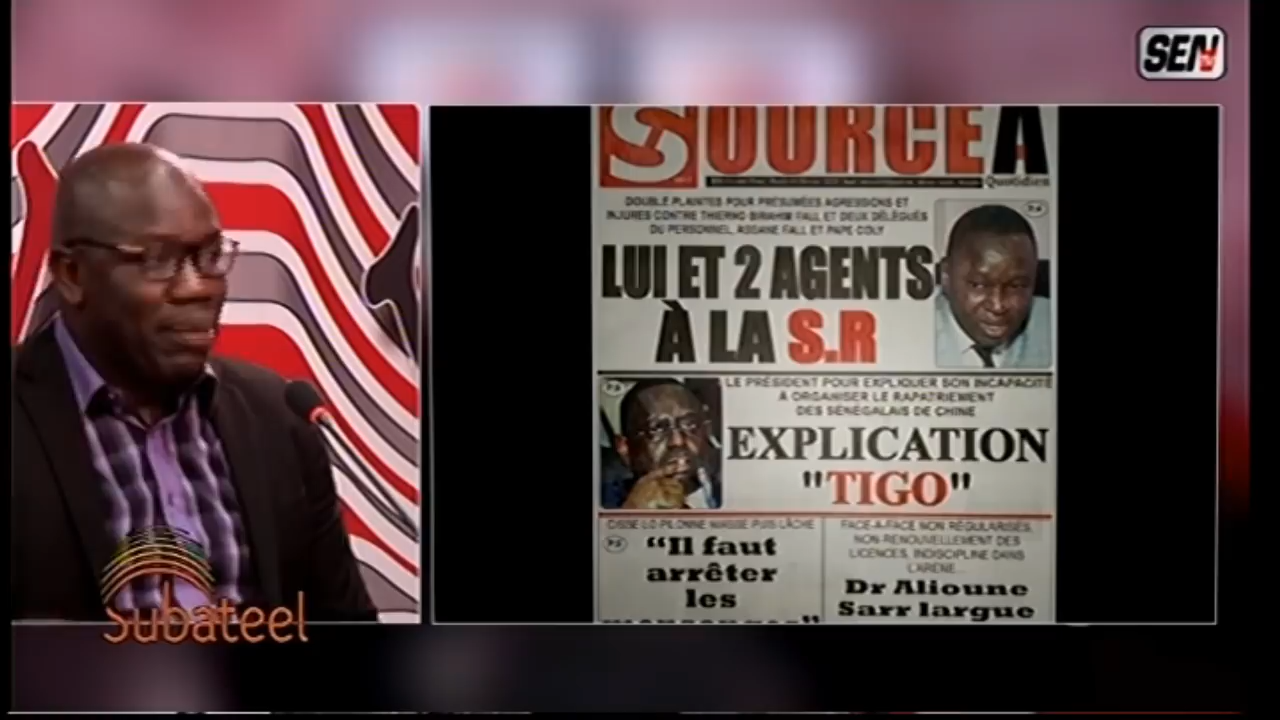 SEN TV
SOURCE A
Quotidien
DOUBLE PLAINTES POUR PRÉSUMÉES AGRESSIONS ET
INJURES CONTRE THIERNO BIRAHIM FALL ET DEUX DÉLÉGUÉS
DU PERSONNEL, ASSANE FALL ET PAPE COLY
LUI ET 2 AGENTS
À LA S.R
LE PRÉSIDENT POUR EXPLIQUER SON INCAPACITÉ
À ORGANISER LE RAPATRIEMENT
DES SÉNÉGALAIS DE CHINE
EXPLICATION
"TIGO"
CISSÉ LO PILONNE MASSE PUIS LÂCHE
“Il faut
arrêter
les
FACE-A-FACE NON RÉGULARISÉS,
NON-RENOUVELLEMENT DES
LICENCES, INDISCIPLINE DANS
L'ARÈNE...
Dr Alioune
Sarr largue
Subateel